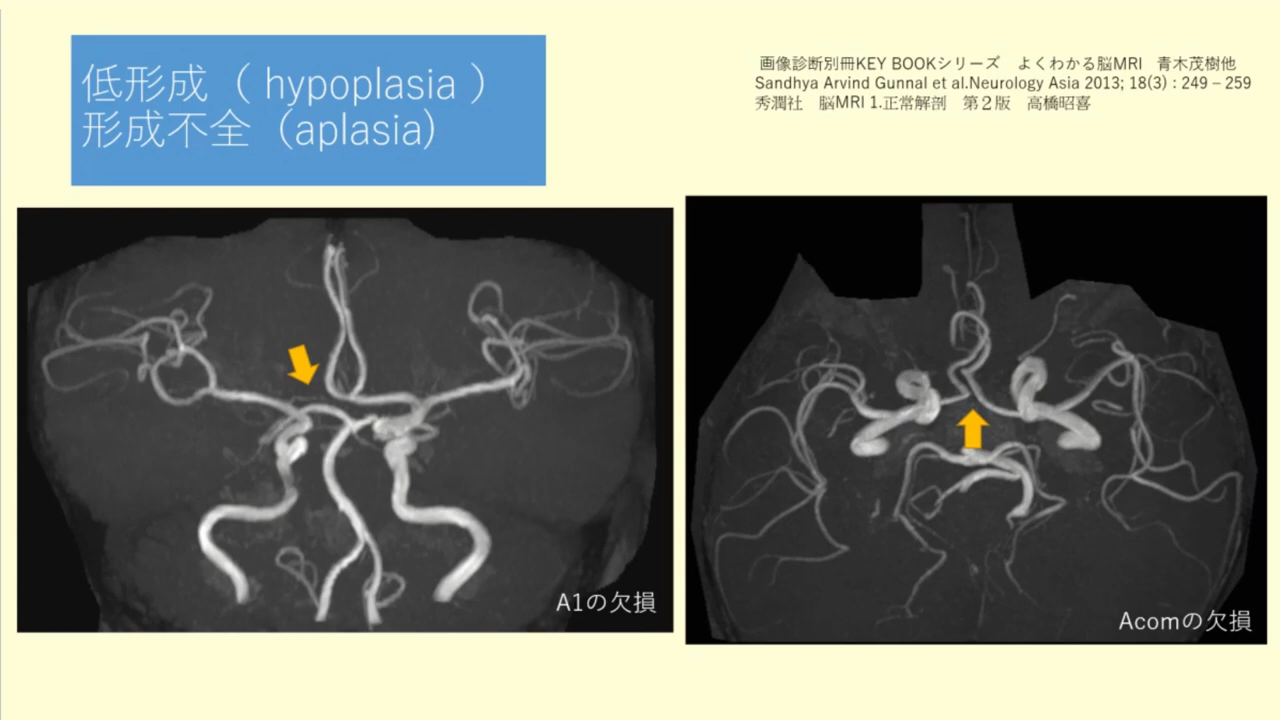 低形成（ hypoplasia ）
形成不全（aplasia)
画像診断別冊KEY BOOKシリーズ　よくわかる脳MRI　青木茂樹他
Sandhya Arvind Gunnal et al.Neurology Asia 2013; 18(3) : 249 – 259
秀潤社　脳MRI 1.正常解剖　第２版　高橋昭喜
A1の欠損
Acomの欠損